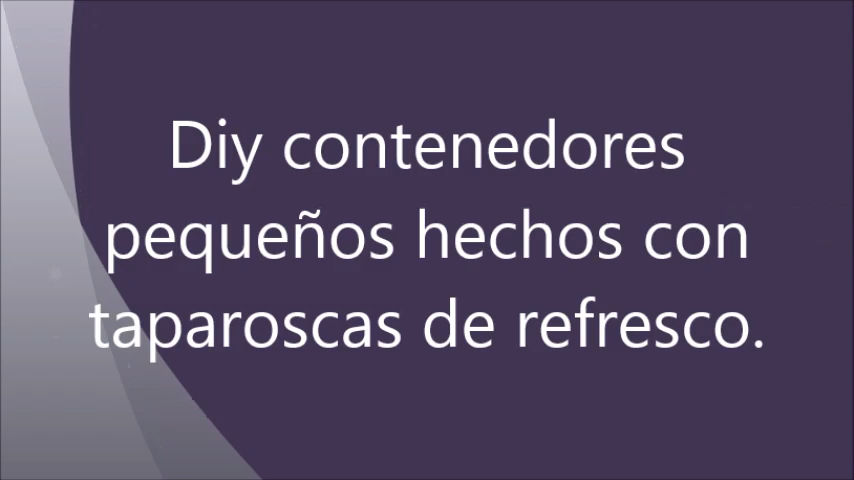 Diy contenedores
pequeños hechos con
taparoscas de refresco.